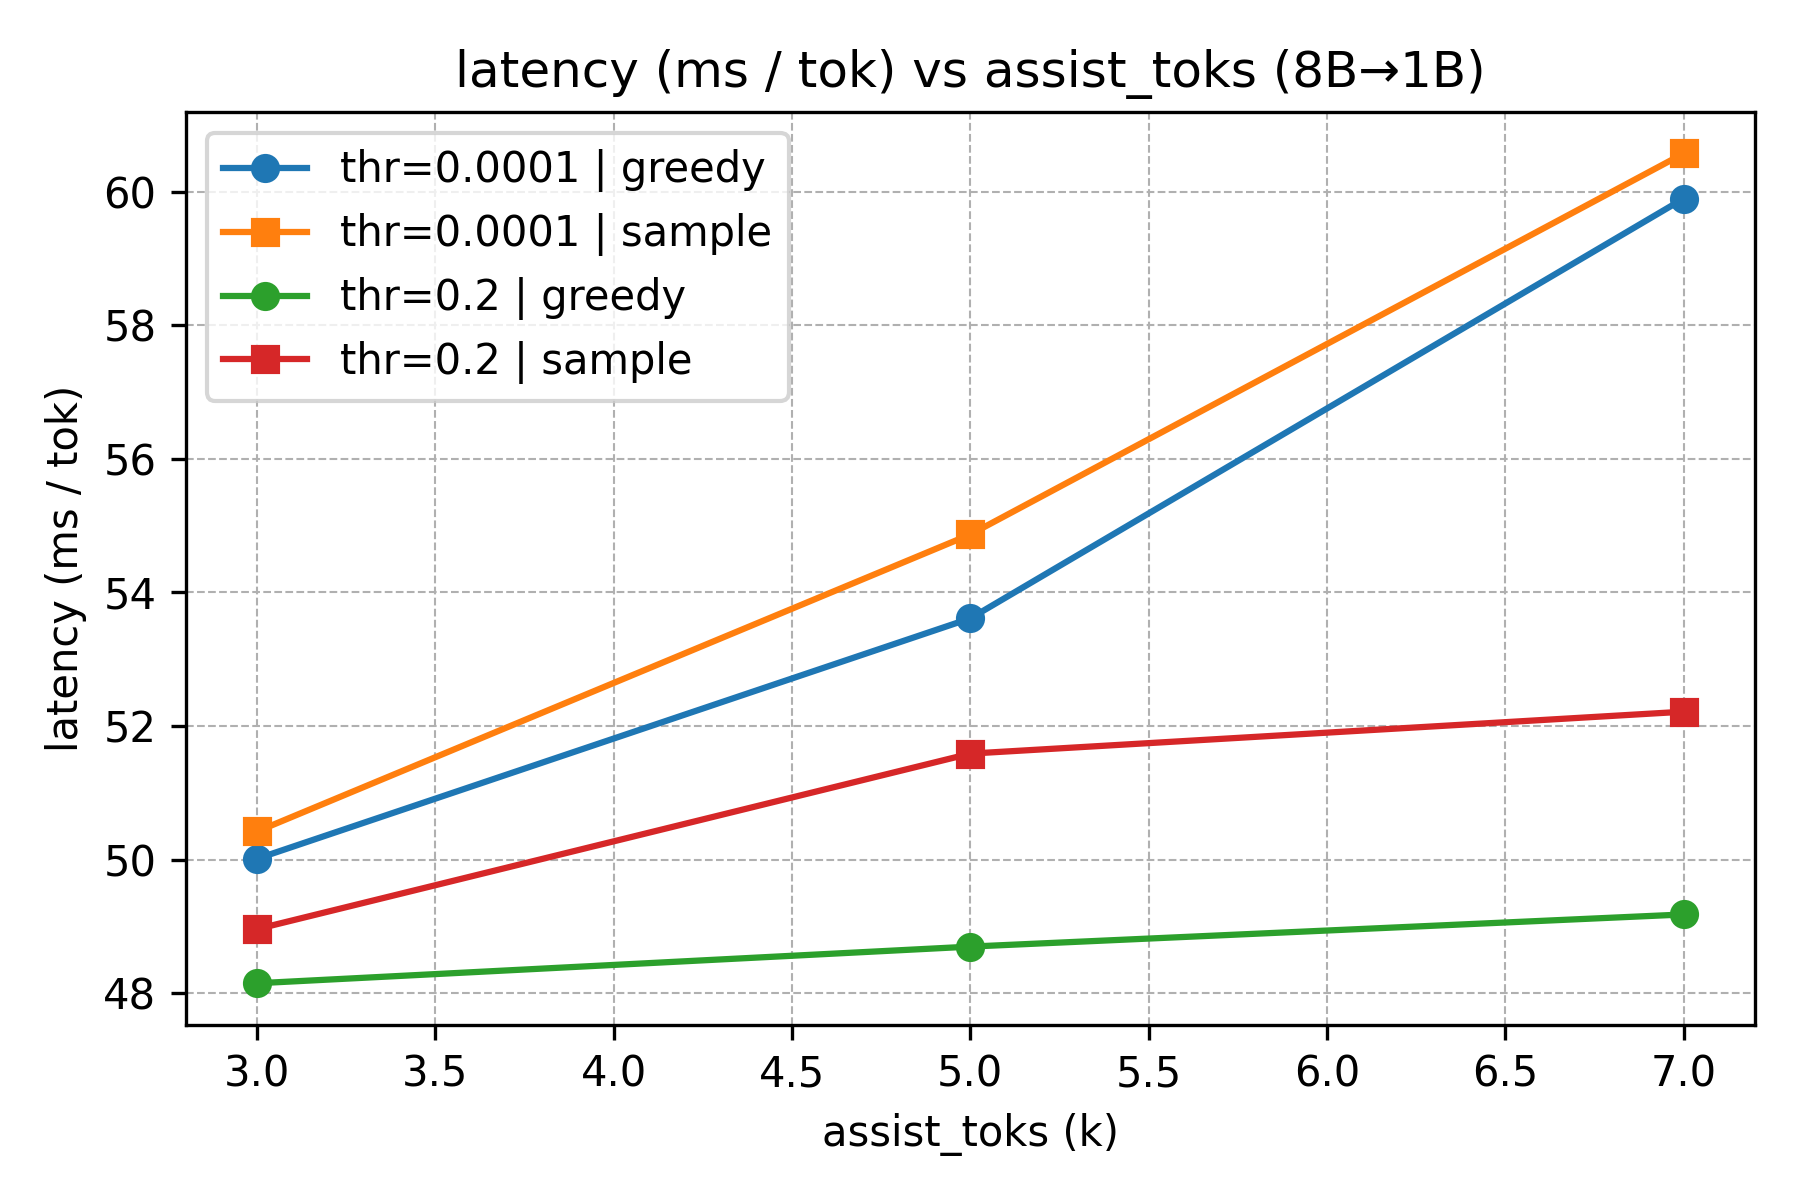 latency (ms / tok) vs assist_toks (8B→1B)
thr=0.0001 | greedy
thr=0.0001 | sample
thr=0.2 | greedy
thr=0.2 | sample
latency (ms / tok)
60
58
56
54
52
50
48
3.0 3.5 4.0 4.5 5.0 5.5 6.0 6.5 7.0
assist_toks (k)